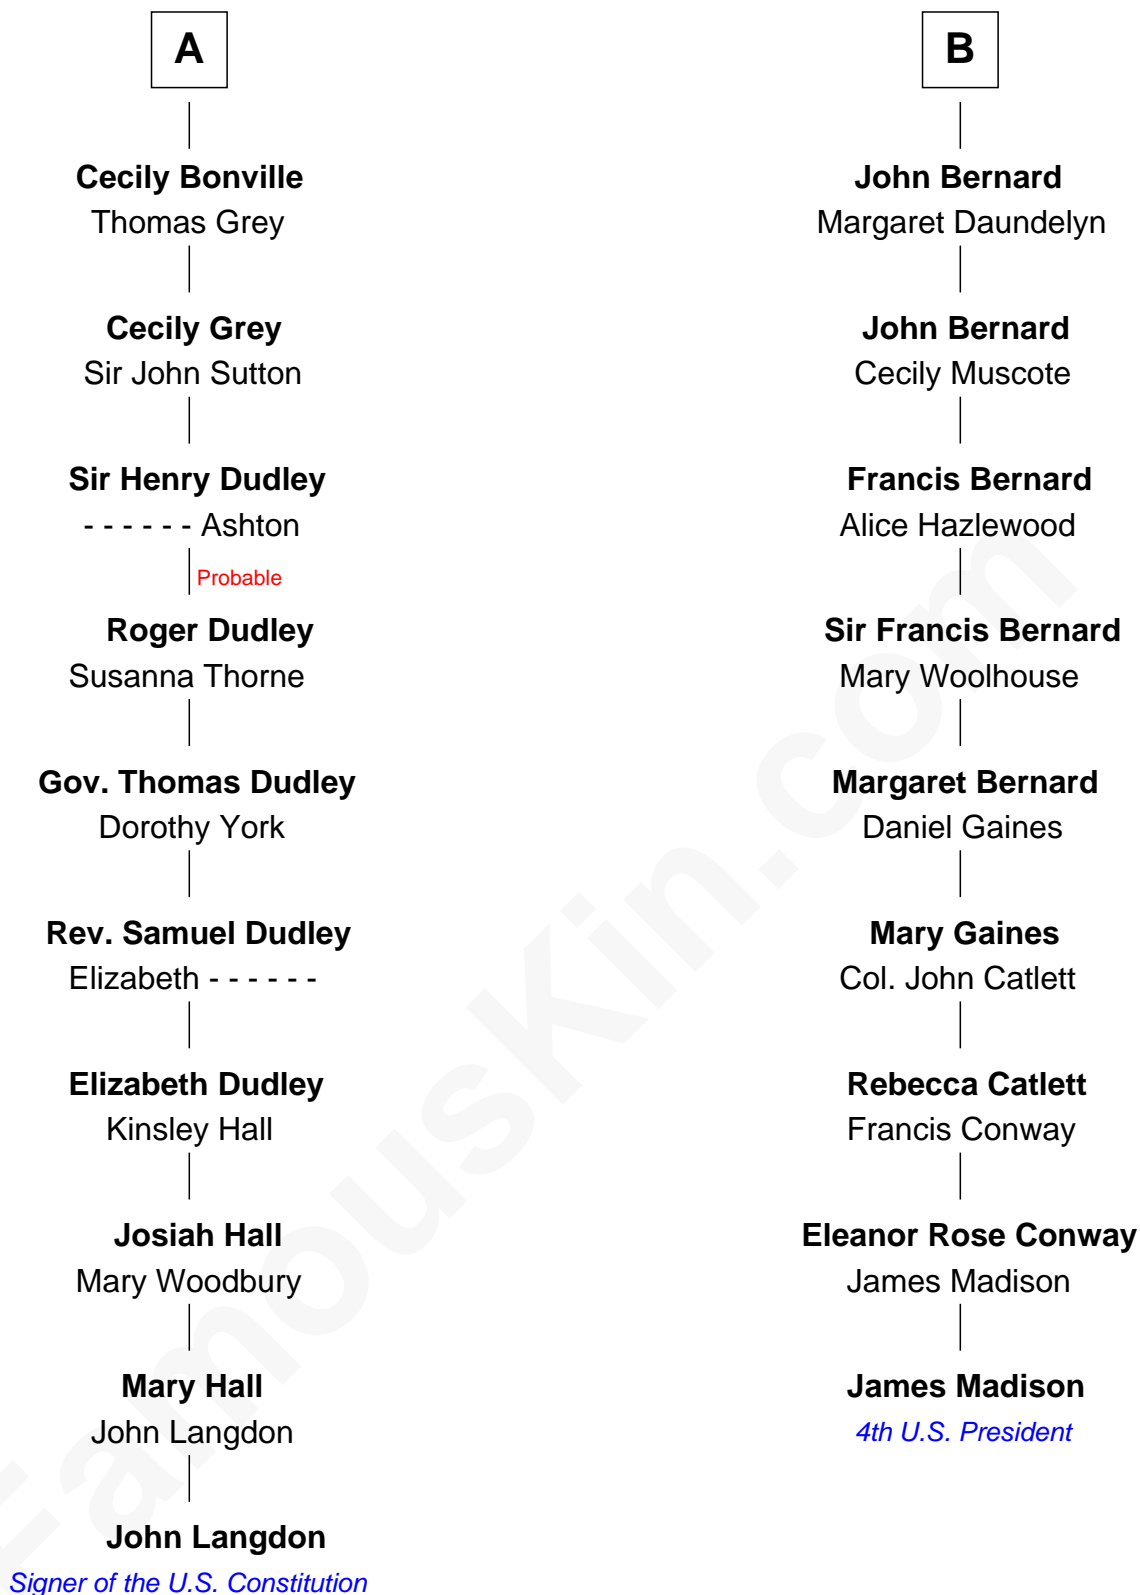 A
Cecily Bonville
Thomas Grey
Cecily Grey
Sir John Sutton
Sir Henry Dudley
- - - - - - Ashton
Probable
Roger Dudley
Susanna Thorne
Gov. Thomas Dudley
Dorothy York
Rev. Samuel Dudley
Elizabeth - - - - - -
Elizabeth Dudley
Kinsley Hall
Josiah Hall
Mary Woodbury
Mary Hall
John Langdon
John Langdon
Signer of the U.S. Constitution
B
John Bernard
Margaret Daundelyn
John Bernard
Cecily Muscote
Francis Bernard
Alice Hazlewood
Sir Francis Bernard
Mary Woolhouse
Margaret Bernard
Daniel Gaines
Mary Gaines
Col. John Catlett
Rebecca Catlett
Francis Conway
Eleanor Rose Conway
James Madison
James Madison
4th U.S. President
FamousKin.com